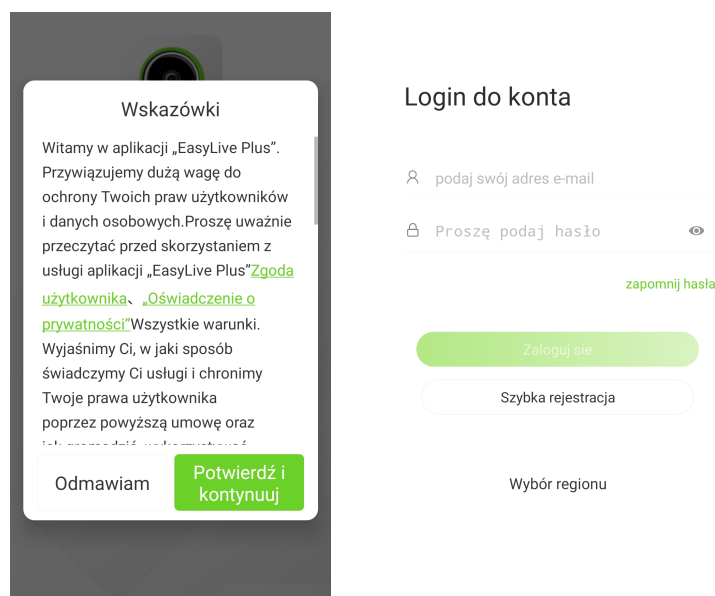 Wskazówki
Witamy w aplikacji „EasyLive Plus”.
Przywiązujemy dużą wagę do
ochrony Twoich praw użytkowników
i danych osobowych.Proszę uważnie
przeczytać przed skorzystaniem z
usługi aplikacji „EasyLive Plus”Zgoda
użytkownika、„Oświadczenie o
prywatności”Wszystkie warunki.
Wyjaśnimy Ci, w jaki sposób
świadczymy Ci usługi i chronimy
Twoje prawa użytkownika
poprzez powyższą umowę oraz
Odmawiam
Potwierdź i
kontynuuj
Login do konta
podaj swój adres e-mail
Proszę podaj hasło
zapomnij hasła
Zaloguj sie
Szybka rejestracja
Wybór regionu